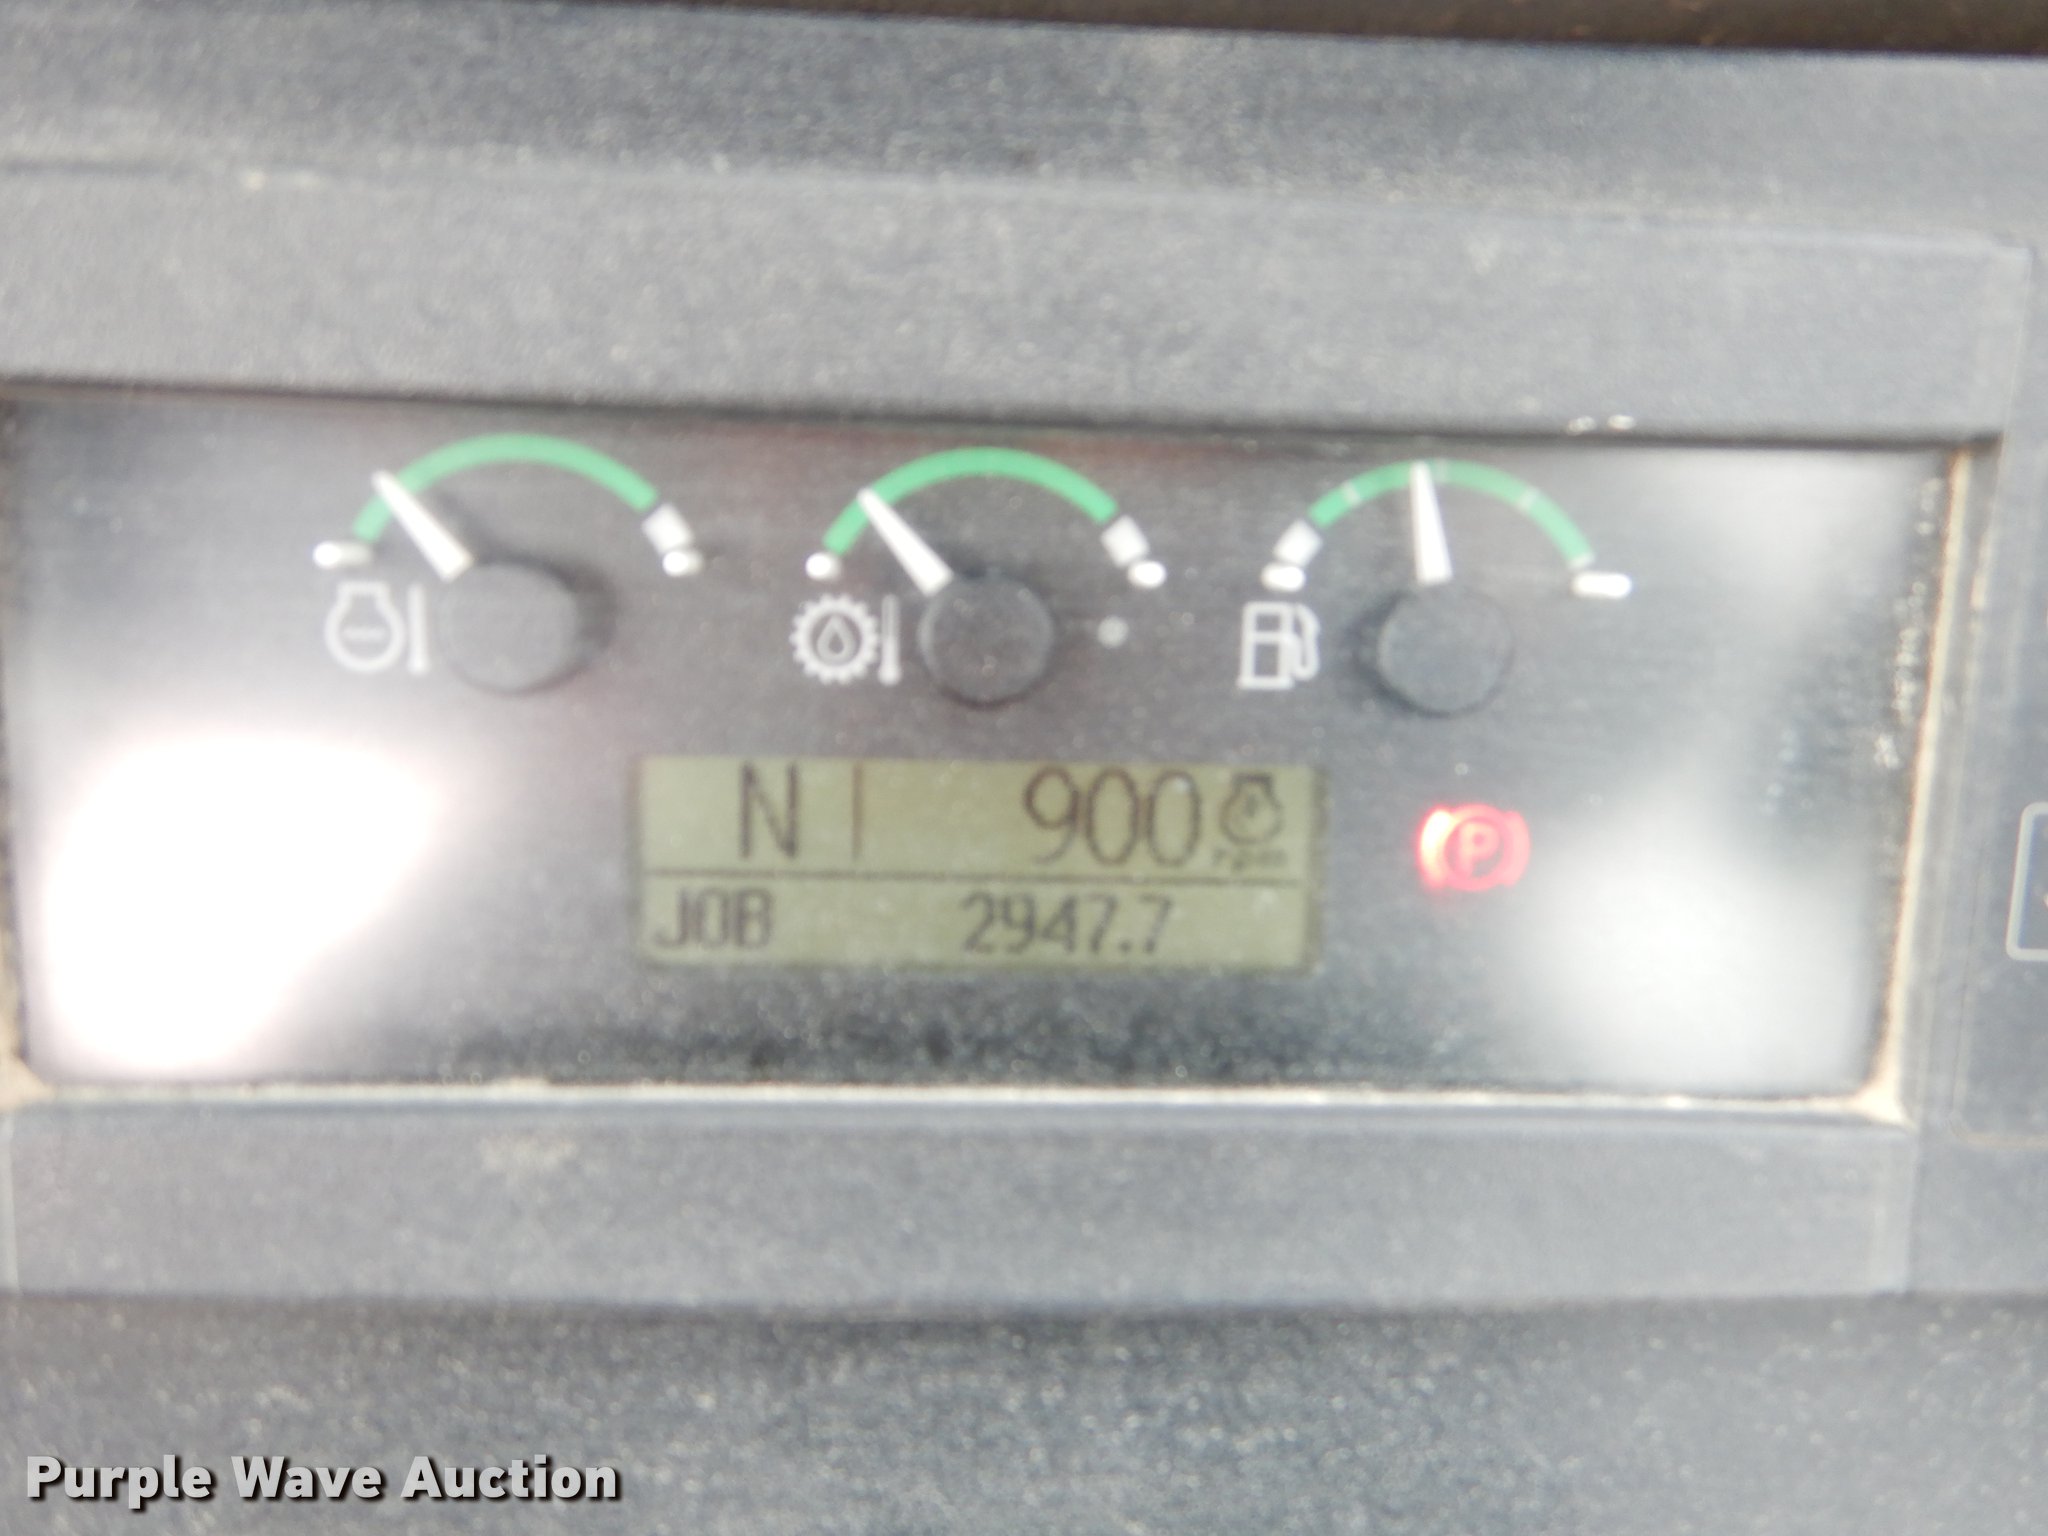 N 900
rpm
P
JOB 2947.7
Purple Wave Auction